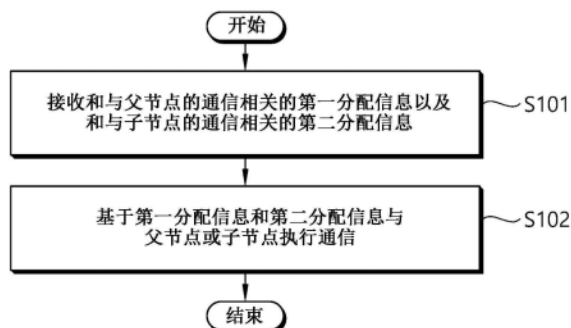 开始
接收和与父节点的通信相关的第一分配信息以及
和与子节点的通信相关的第二分配信息
S101
基于第一分配信息和第二分配信息与
父节点或子节点执行通信
S102
结束